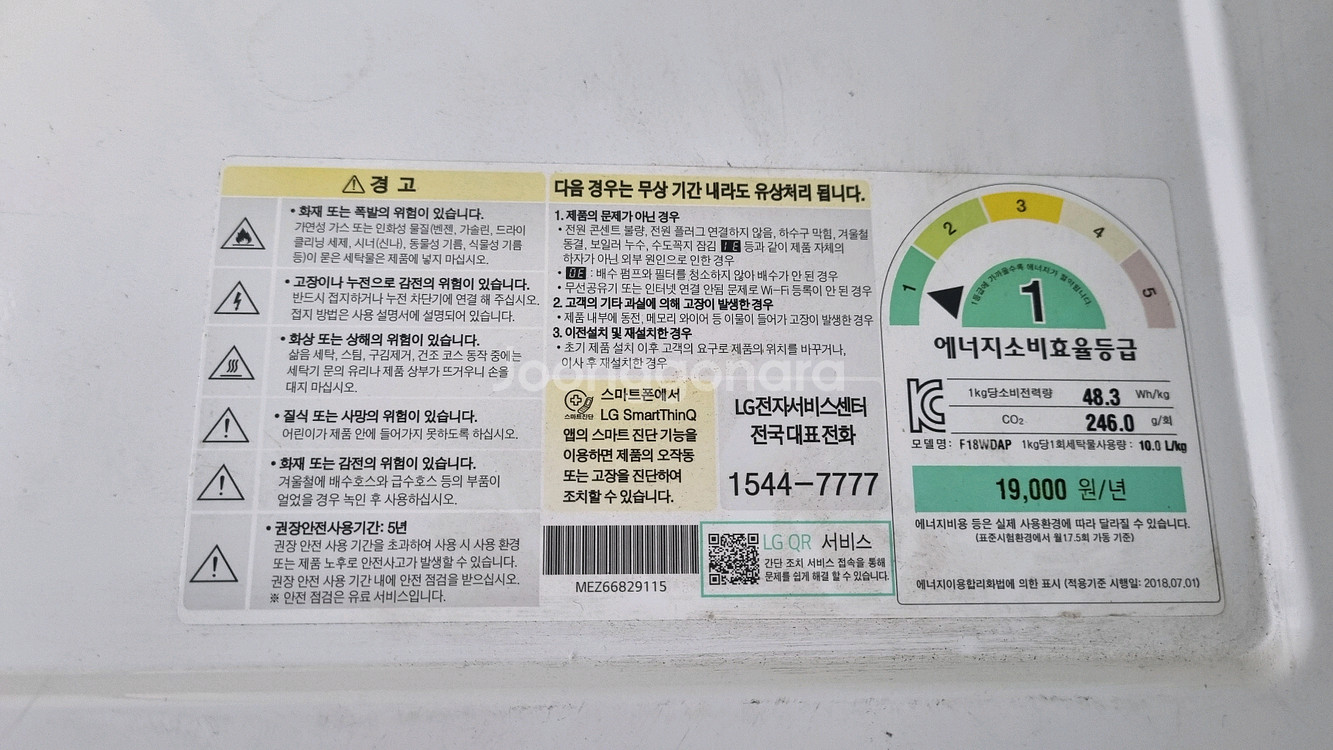 경 고
• 화재 또는 폭발의 위험이 있습니다.
가연성 가스 또는 인화성 물질(벤젠, 가솔린, 드라이
클리닝 세제, 시너(신나), 동물성 기름, 식물성 기름
등)이 묻은 세탁물은 제품에 넣지 마십시오.
• 고장이나 누전으로 감전의 위험이 있습니다.
반드시 접지하거나 누전 차단기에 연결 해 주십시오.
접지 방법은 사용 설명서에 설명되어 있습니다.
• 화상 또는 상해의 위험이 있습니다.
삶음 세탁, 스팀, 구김제거, 건조 코스 동작 중에는
세탁기 문의 유리나 제품 상부가 뜨거우니 손을
대지 마십시오.
• 질식 또는 사망의 위험이 있습니다.
어린이가 제품 안에 들어가지 못하도록 하십시오.
• 화재 또는 감전의 위험이 있습니다.
겨울철에 배수호스와 급수호스 등의 부품이
얼었을 경우 녹인 후 사용하십시오.
• 권장안전사용기간: 5년
권장 안전 사용 기간을 초과하여 사용 시 사용 환경
또는 제품 노후로 안전사고가 발생할 수 있습니다.
권장 안전 사용 기간 내에 안전 점검을 받으십시오.
※ 안전 점검은 유료 서비스입니다.
다음 경우는 무상 기간 내라도 유상처리 됩니다.
1. 제품의 문제가 아닌 경우
• 전원 콘센트 불량, 전원 플러그 연결하지 않음, 하수구 막힘, 겨울철
동결, 보일러 누수, 수도꼭지 잠김 IE 등과 같이 제품 자체의
하자가 아닌 외부 원인으로 인한 경우
• OE : 배수 펌프와 필터를 청소하지 않아 배수가 안 된 경우
• 무선공유기 또는 인터넷 연결 안됨 문제로 Wi-Fi 등록이 안 된 경우
2. 고객의 기타 과실에 의해 고장이 발생한 경우
• 제품 내부에 동전, 메모리 와이어 등 이물이 들어가 고장이 발생한 경우
3. 이전설치 및 재설치한 경우
• 초기 제품 설치 이후 고객의 요구로 제품의 위치를 바꾸거나,
이사 후 재설치한 경우
Joongonara
스마트진단
스마트폰에서
LG SmartThinQ
앱의 스마트 진단 기능을
이용하면 제품의 오작동
또는 고장을 진단하여
조치할 수 있습니다.
LG전자서비스센터
전국 대표 전화
1544-7777
MEZ66829115
LG QR 서비스
간단 조치 서비스 접속을 통해
문제를 쉽게 해결 할 수 있습니다.
1 2 3 4 5
1등급에 가까울수록 에너지가 절약됩니다.
1
에너지소비효율등급
1kg당소비전력량 48.3 Wh/kg
CO₂ 246.0 g/회
모델명: F18WDAP 1kg당1회세탁물사용량: 10.0 L/kg
19,000 원/년
에너지비용 등은 실제 사용환경에 따라 달라질 수 있습니다.
(표준시험환경에서 월17.5회 가동 기준)
에너지이용합리화법에 의한 표시 (적용기준 시행일: 2018.07.01)